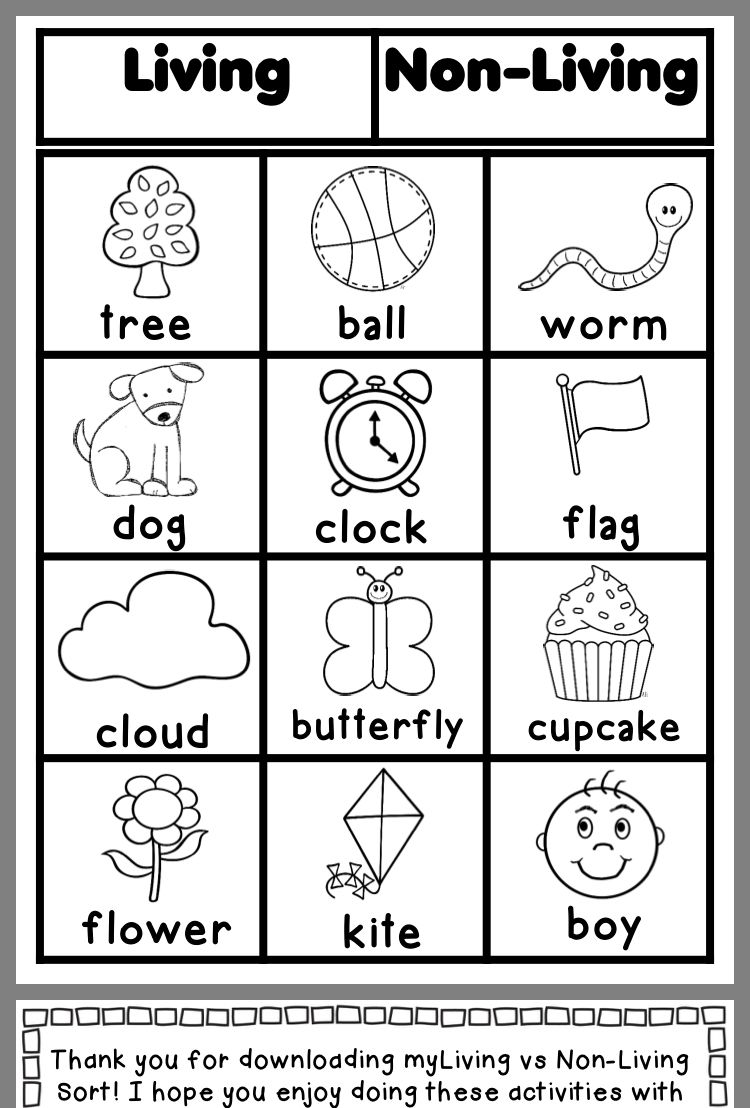 Living Non-Living
tree ball worm
dog clock flag
cloud butterfly cupcake
flower kite boy
Thank you for downloading myLiving vs Non-Living
Sort! I hope you enjoy doing these activities with